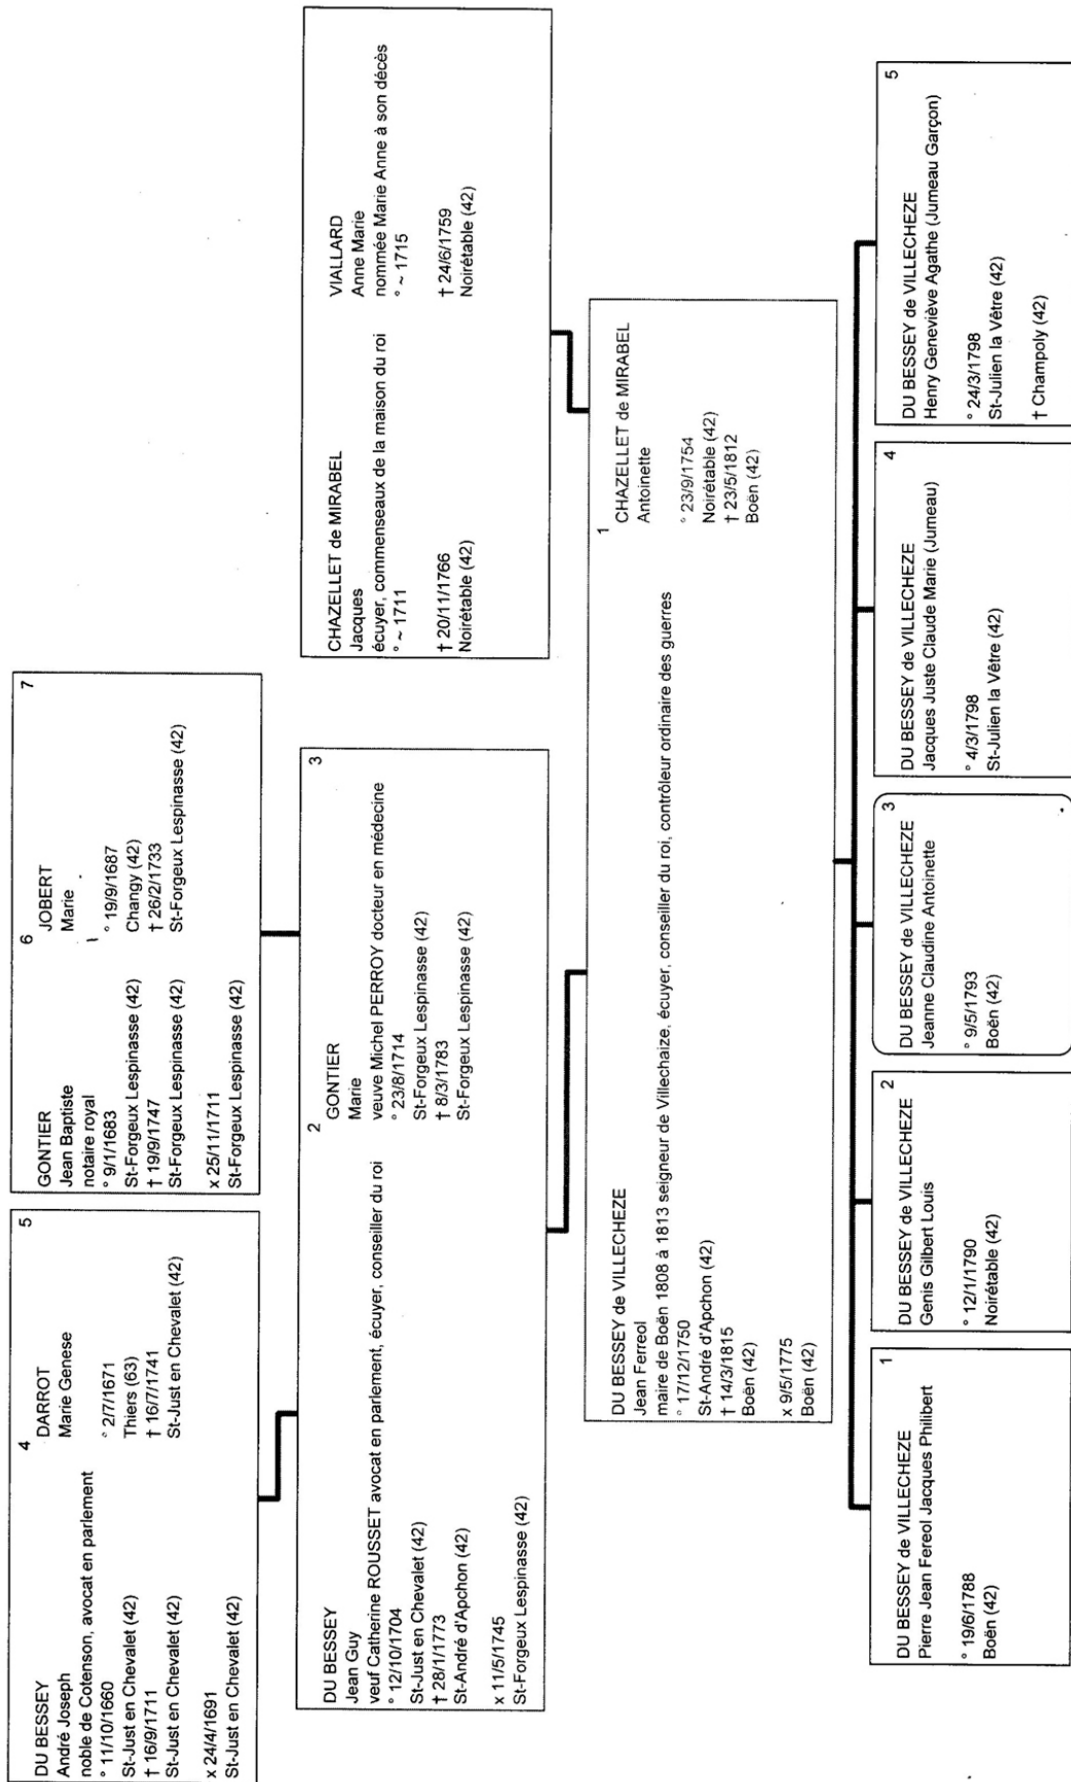 4
5
DU BESSEY
André Joseph
noble de Cotenson, avocat en parlement
° 11/10/1660
St-Just en Chevalet (42)
† 16/9/1711
St-Just en Chevalet (42)
x 24/4/1691
St-Just en Chevalet (42)
DARROT
Marie Genese
° 2/7/1671
Thiers (63)
† 16/7/1741
St-Just en Chevalet (42)
6
7
GONTIER
Jean Baptiste
notaire royal
° 9/1/1683
St-Forgeux Lespinasse (42)
† 19/9/1747
St-Forgeux Lespinasse (42)
x 25/11/1711
St-Forgeux Lespinasse (42)
JOBERT
Marie
° 19/9/1687
Changy (42)
† 26/2/1733
St-Forgeux Lespinasse (42)
2
3
DU BESSEY
Jean Guy
veuf Catherine ROUSSET avocat en parlement, écuyer, conseiller du roi
° 12/10/1704
St-Just en Chevalet (42)
† 28/1/1773
St-André d'Apchon (42)
x 11/5/1745
St-Forgeux Lespinasse (42)
GONTIER
Marie
veuve Michel PERROY docteur en médecine
° 23/8/1714
St-Forgeux Lespinasse (42)
† 8/3/1783
St-Forgeux Lespinasse (42)
CHAZELLET de MIRABEL
Jacques
écuyer, commenseaux de la maison du roi
° ~ 1711
† 20/11/1766
Noirétable (42)
VIALLARD
Anne Marie
nommée Marie Anne à son décès
° ~ 1715
† 24/6/1759
Noirétable (42)
1
DU BESSEY de VILLECHEZE
Jean Ferreol
maire de Boën 1808 à 1813 seigneur de Villechaize, écuyer, conseiller du roi, contrôleur ordinaire des guerres
° 17/12/1750
St-André d'Apchon (42)
† 14/3/1815
Boën (42)
x 9/5/1775
Boën (42)
CHAZELLET de MIRABEL
Antoinette
° 23/9/1754
Noirétable (42)
† 23/5/1812
Boën (42)
1
DU BESSEY de VILLECHEZE
Pierre Jean Fereol Jacques Philibert
° 19/6/1788
Boën (42)
2
DU BESSEY de VILLECHEZE
Genis Gilbert Louis
° 12/1/1790
Noirétable (42)
3
DU BESSEY de VILLECHEZE
Jeanne Claudine Antoinette
° 9/5/1793
Boën (42)
4
DU BESSEY de VILLECHEZE
Jacques Juste Claude Marie (Jumeau)
° 4/3/1798
St-Julien la Vêtre (42)
5
DU BESSEY de VILLECHEZE
Henry Geneviève Agathe (Jumeau Garçon)
° 24/3/1798
St-Julien la Vêtre (42)
† Champoly (42)